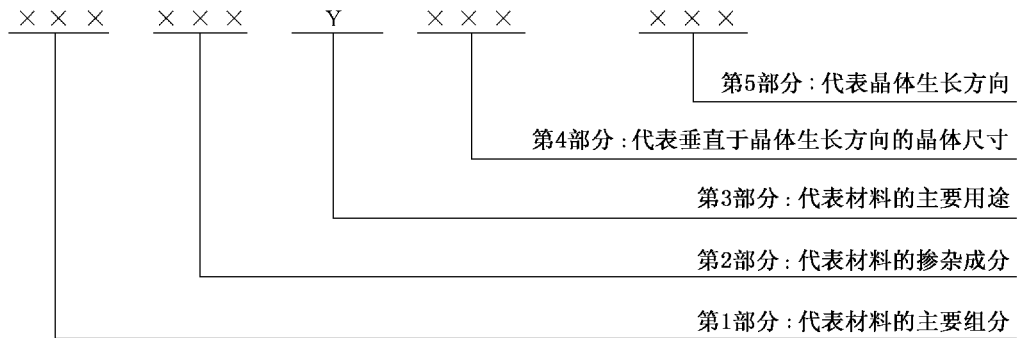 ××× ××× Y ××× ×××
第5部分:代表晶体生长方向
第4部分:代表垂直于晶体生长方向的晶体尺寸
第3部分:代表材料的主要用途
第2部分:代表材料的掺杂成分
第1部分:代表材料的主要组分